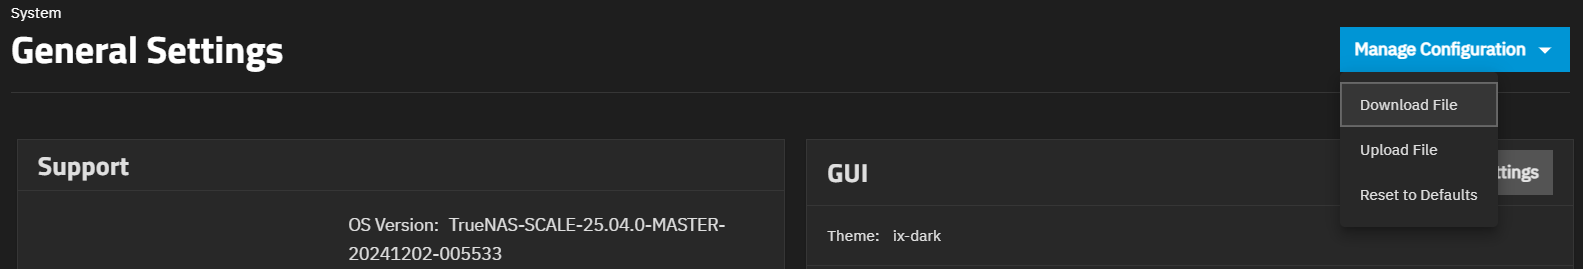 System
General Settings
Manage Configuration
Download File
Upload File
Reset to Defaults
Support
OS Version: TrueNAS-SCALE-25.04.0-MASTER-
20241202-005533
GUI
ttings
Theme: ix-dark